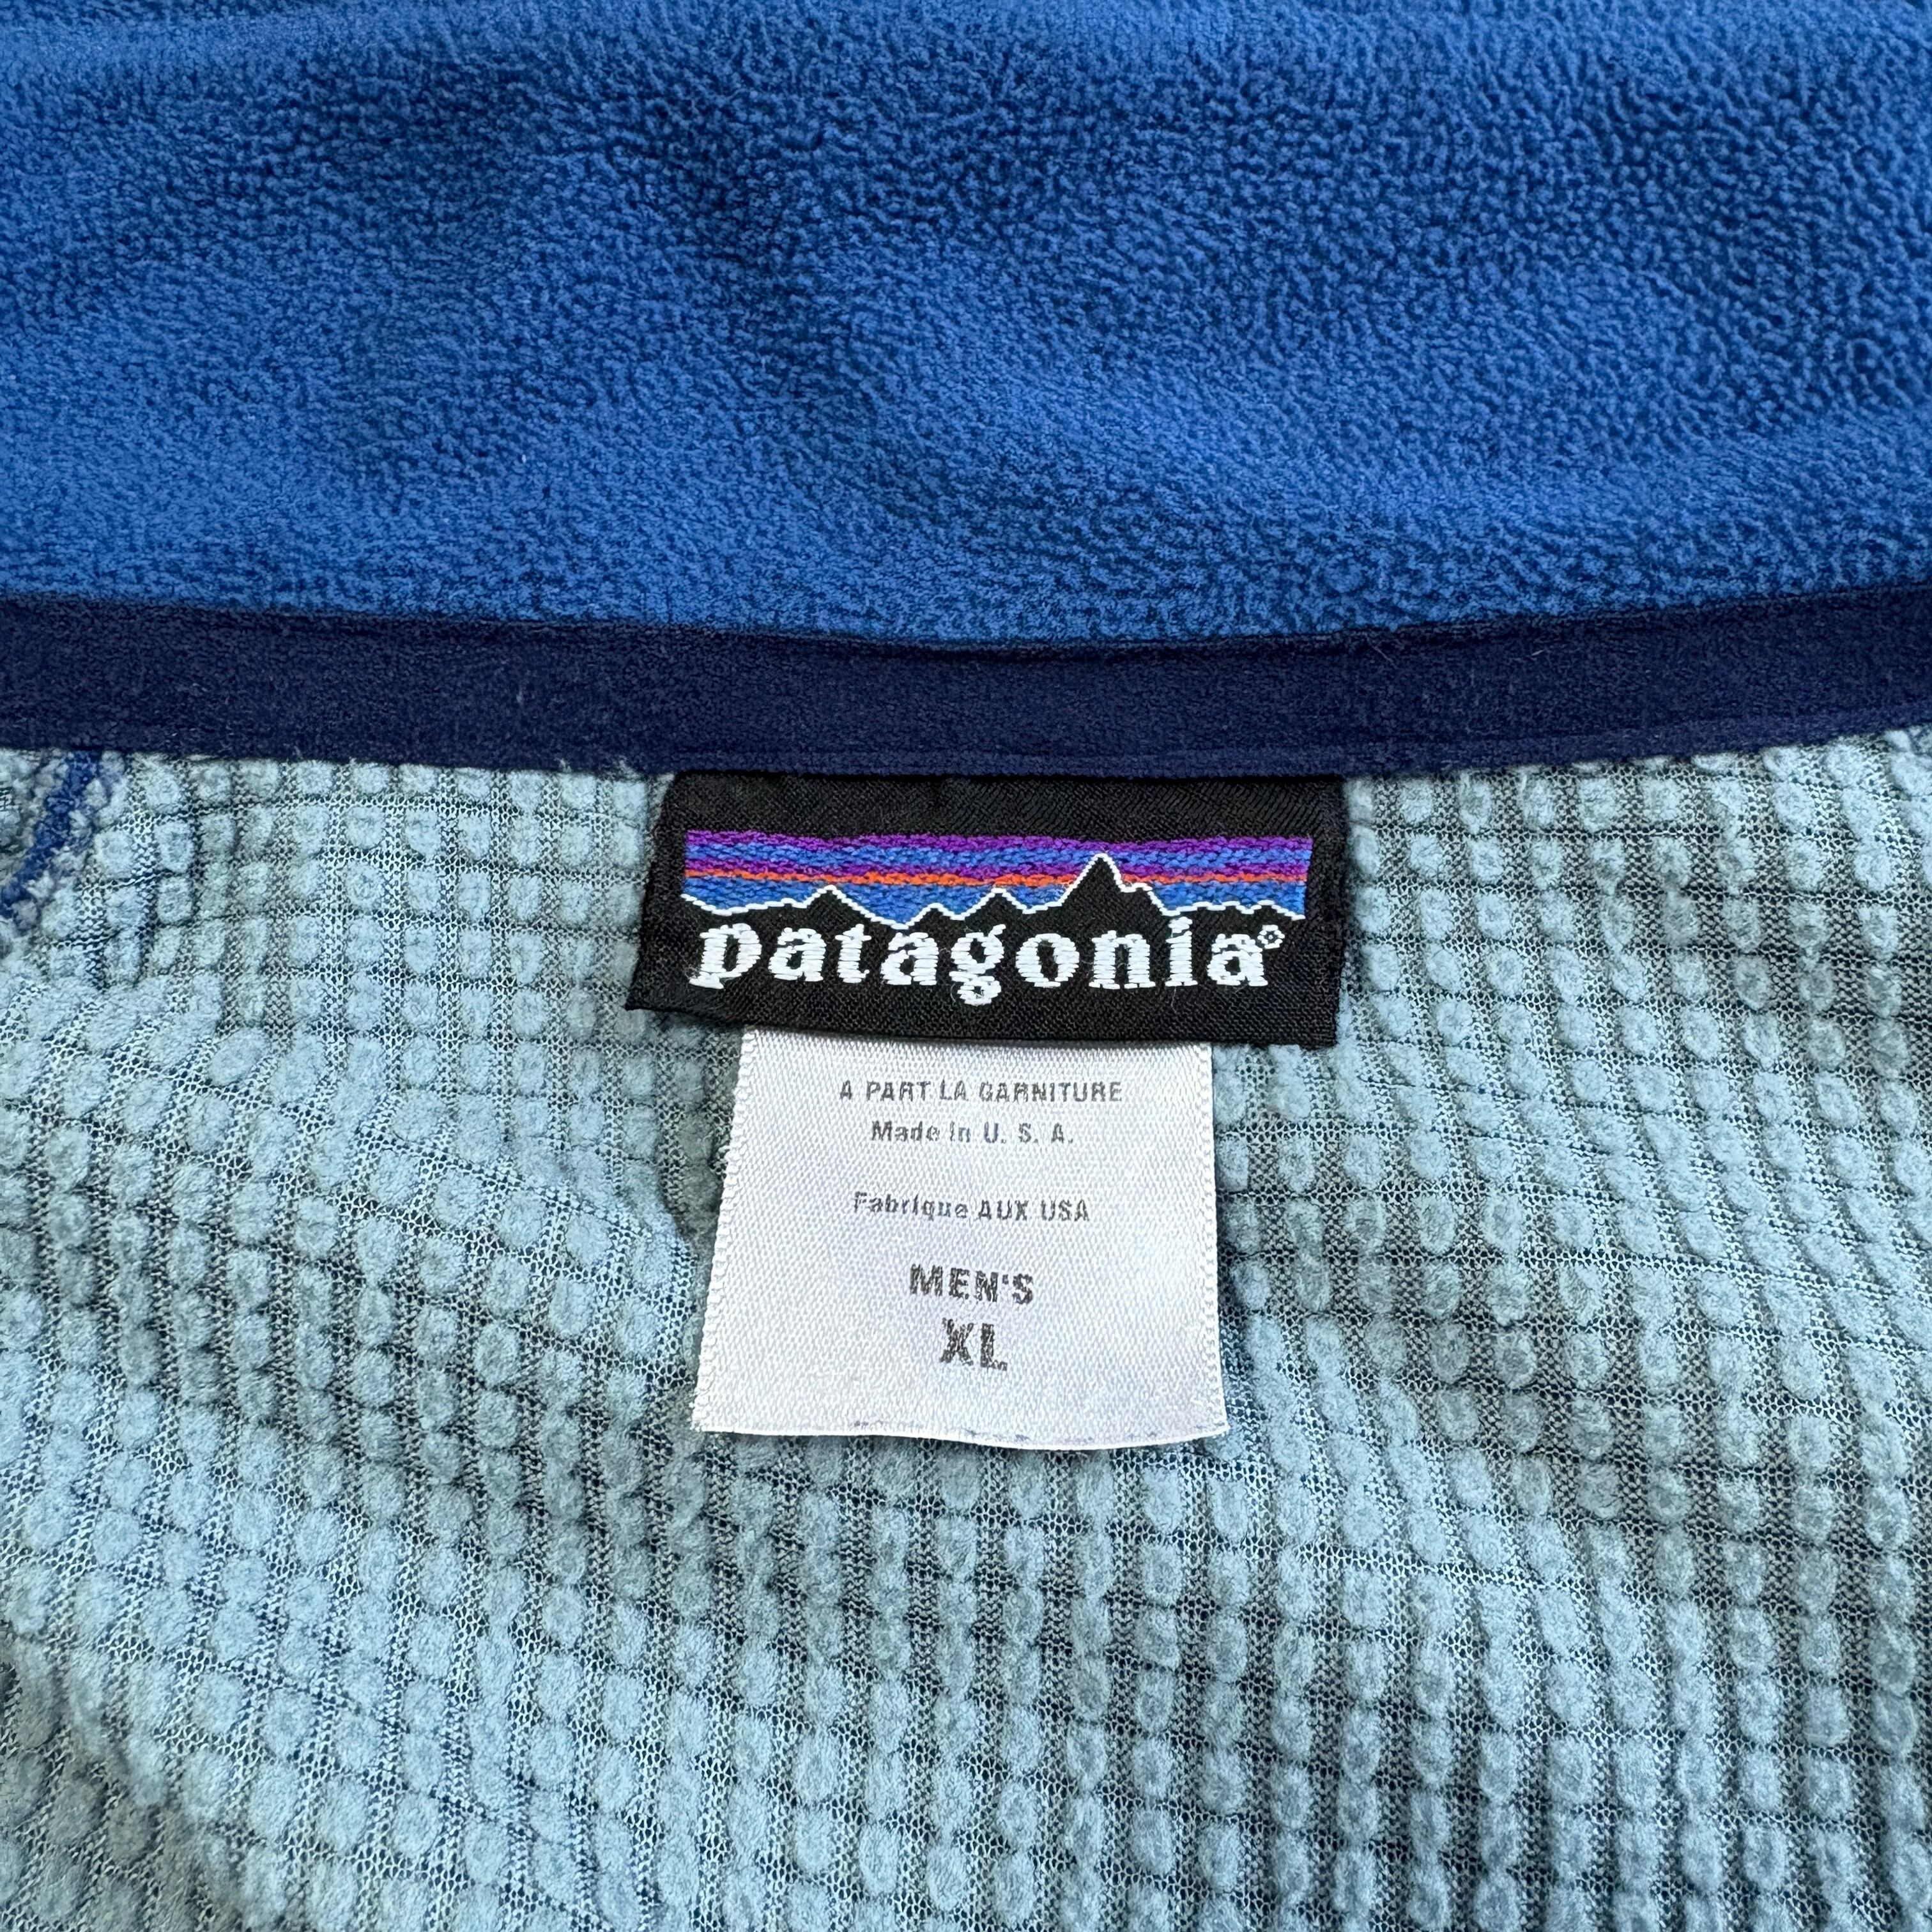 patagonia®
A PART LA GARNITURE
Made in U. S. A.
Fabrique AUX USA
MEN'S
XL